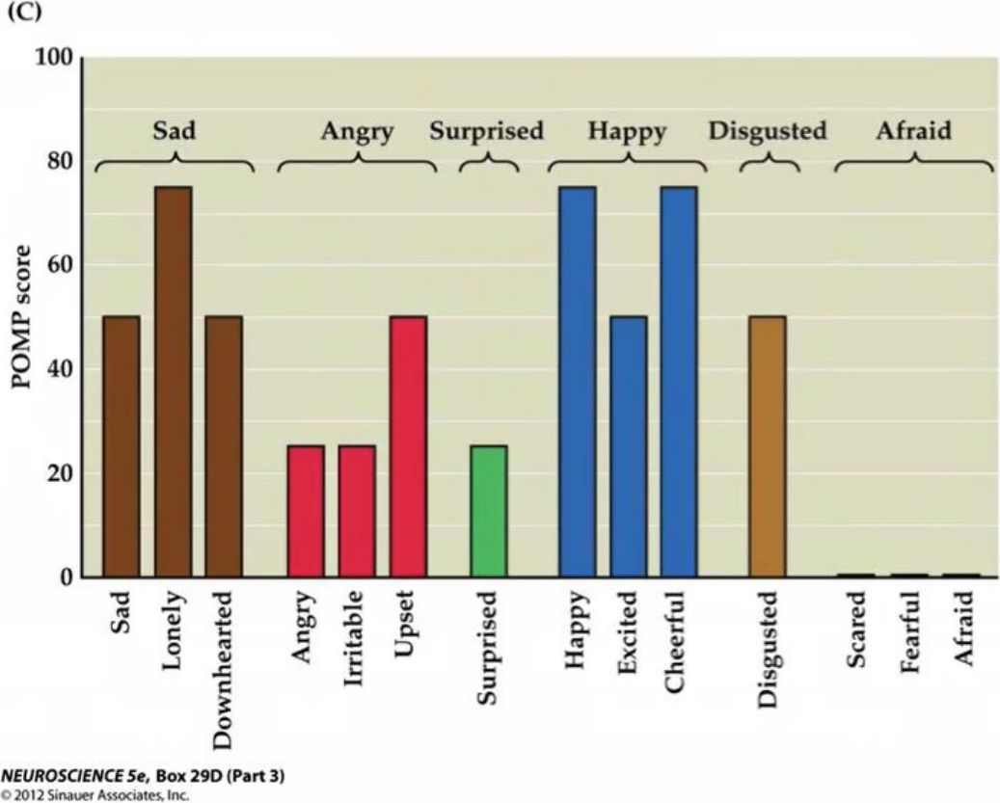 (C)
100
Sad Angry Surprised Happy Disgusted Afraid
80
60
40
20
0
POMP score
Sad
Lonely
Downhearted
Angry
Irritable
Upset
Surprised
Happy
Excited
Cheerful
Disgusted
Scared
Fearful
Afraid
NEUROSCIENCE 5e, Box 29D (Part 3)
© 2012 Sinauer Associates, Inc.